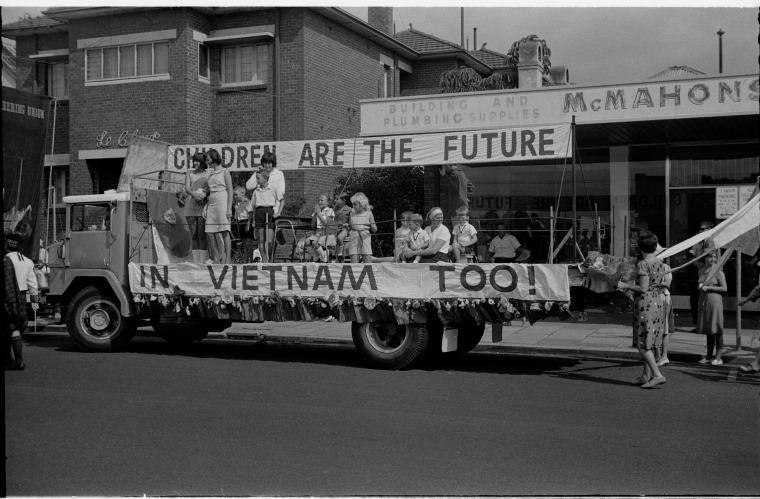 CHILDREN ARE THE FUTURE
IN VIETNAM TOO!
BUILDING AND
PLUMBING SUPPLIES
McMAHONS